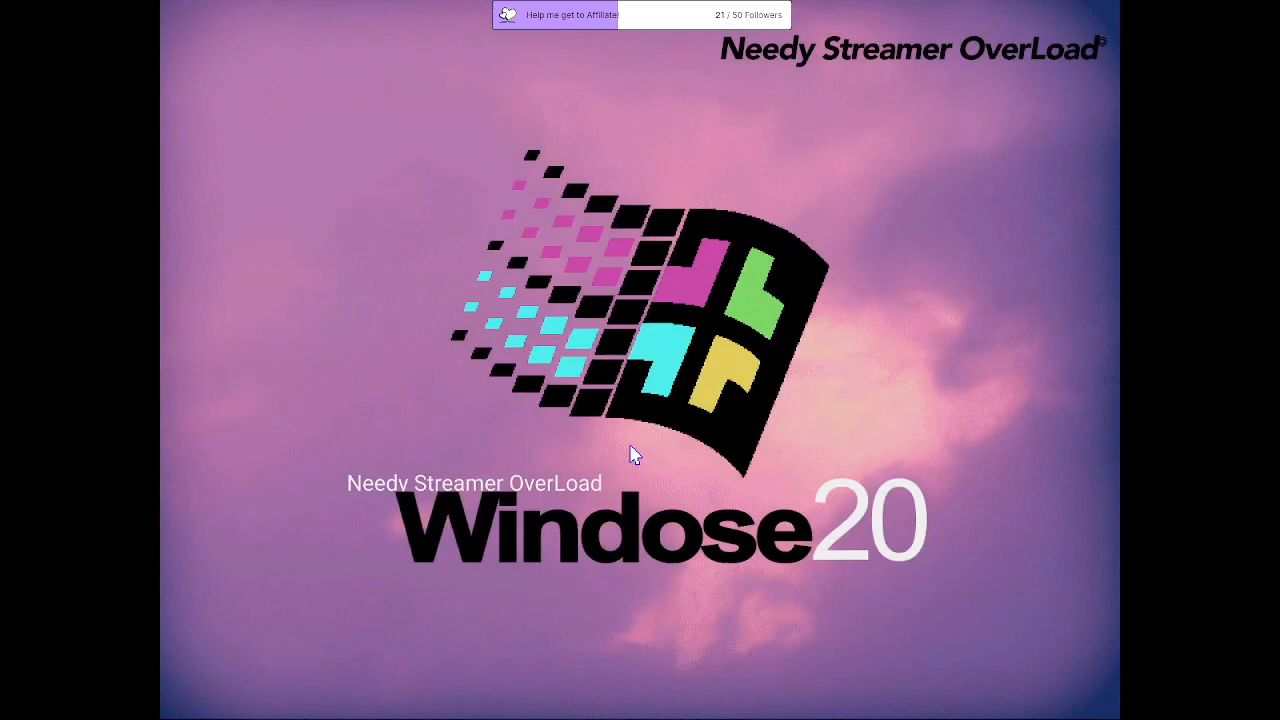 Help me get to Affiliate! 21 / 50 Followers
Needy Streamer OverLoad
Needy Streamer OverLoad
Windose20